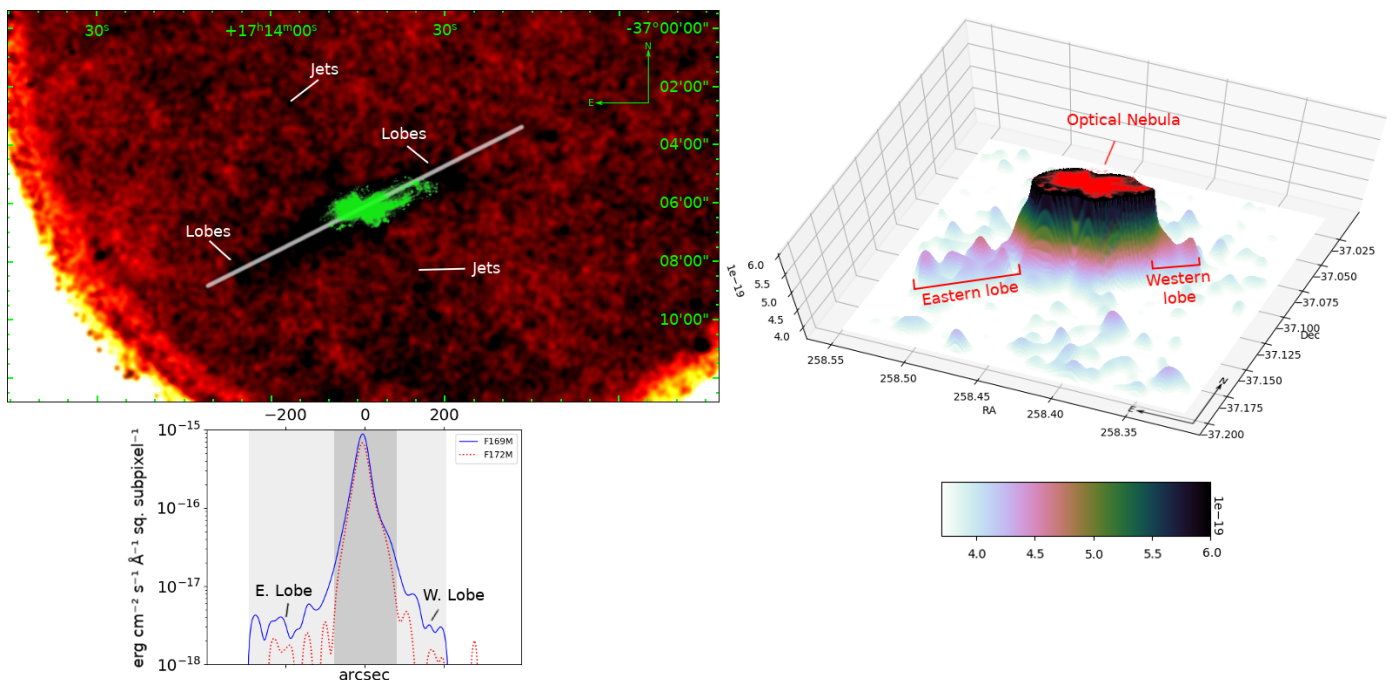 30ˢ
+17ʰ14ᵐ00ˢ
30ˢ
-37°00'00"
Jets
N
E
02'00"
Lobes
04'00"
06'00"
Lobes
Jets
08'00"
10'00"
−200
0
200
10⁻¹⁵
10⁻¹⁶
10⁻¹⁷
10⁻¹⁸
erg cm⁻² s⁻¹ Å⁻¹ sq. subpixel⁻¹
F169M
F172M
E. Lobe
W. Lobe
arcsec
Optical Nebula
Eastern lobe
Western
lobe
1e−19
6.0
5.5
5.0
4.5
4.0
258.55
258.50
258.45
258.40
258.35
RA
−37.025
−37.050
−37.075
−37.100
−37.125
−37.150
−37.175
−37.200
Dec
N
E
4.0
4.5
5.0
5.5
6.0
1e−19